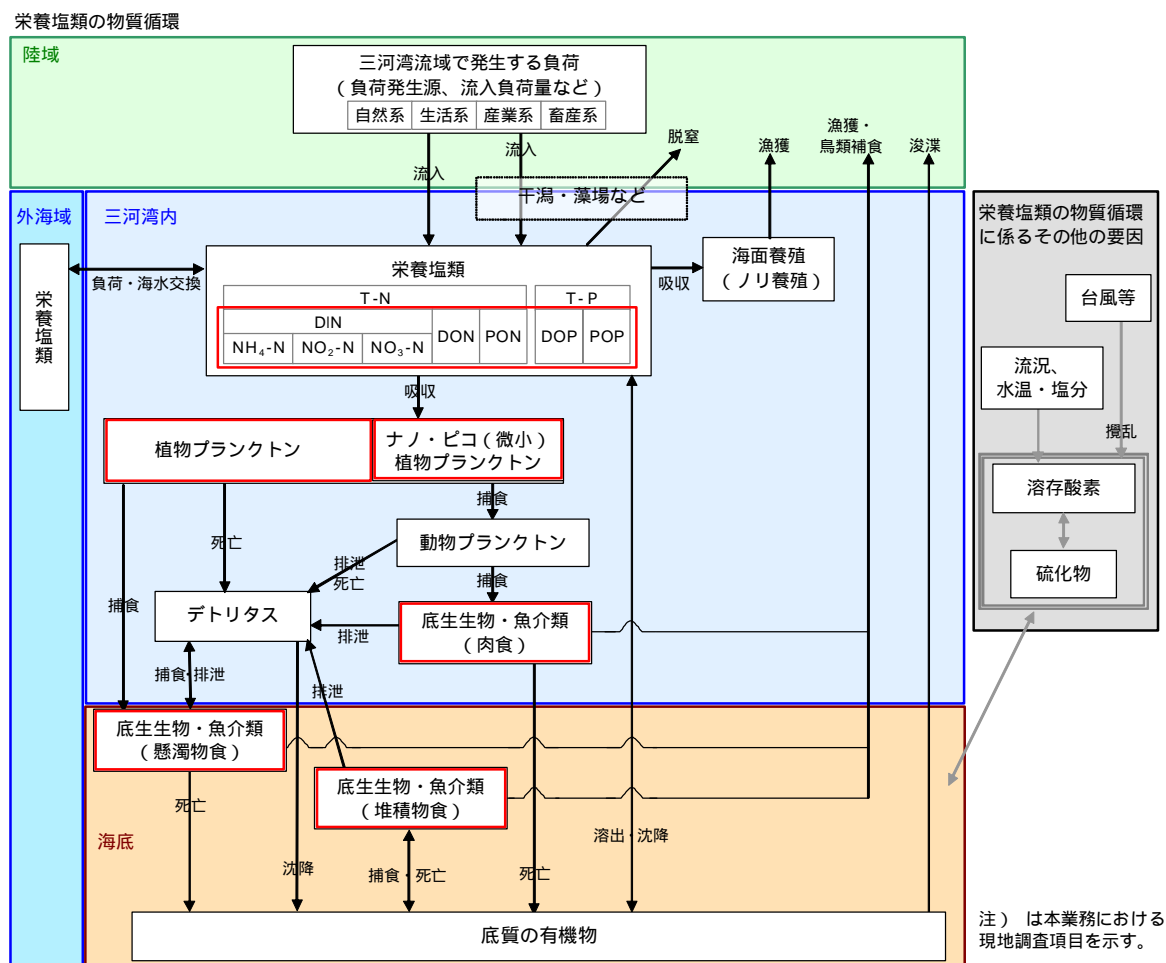 栄養塩類の物質循環
陸域
三河湾流域で発生する負荷
（負荷発生源、流入負荷量など）
自然系 生活系 産業系 畜産系
流入
流入
脱窒
漁獲
漁獲・
鳥類補食
浚渫
干潟・藻場など
外海域
三河湾内
栄養塩類
負荷・海水交換
栄養塩類
T-N
T-P
DIN
DON
PON
DOP
POP
NH₄-N
NO₂-N
NO₃-N
吸収
海面養殖
（ノリ養殖）
吸収
植物プランクトン
ナノ・ピコ（微小）
植物プランクトン
捕食
死亡
動物プランクトン
排泄
死亡
捕食
捕食
デトリタス
排泄
底生生物・魚介類
（肉食）
捕食・排泄
排泄
底生生物・魚介類
（懸濁物食）
底生生物・魚介類
（堆積物食）
死亡
海底
沈降
捕食・死亡
死亡
溶出・沈降
底質の有機物
栄養塩類の物質循環
に係るその他の要因
台風等
流況、
水温・塩分
攪乱
溶存酸素
硫化物
注） は本業務における
現地調査項目を示す。